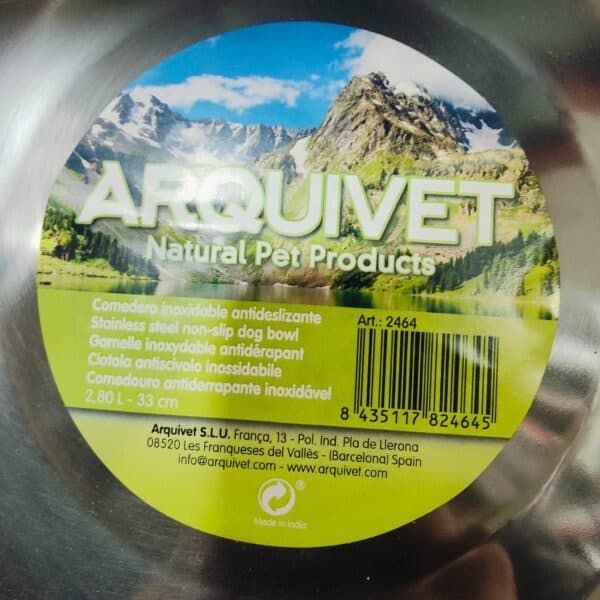 ARQUIVET
Natural Pet Products
Comedero inoxidable antideslizante
Stainless steel non-slip dog bowl
Gamelle inoxydable antidérapant
Ciotola antiscivolo inossidabile
Comedouro antiderrapante inoxidável
2,80 L - 33 cm
Art.: 2464
8 435117 824645
Arquivet S.L.U. França, 13 - Pol. Ind. Pla de Llerona
08520 Les Franqueses del Vallès - (Barcelona) Spain
info@arquivet.com - www.arquivet.com
®
Made in India